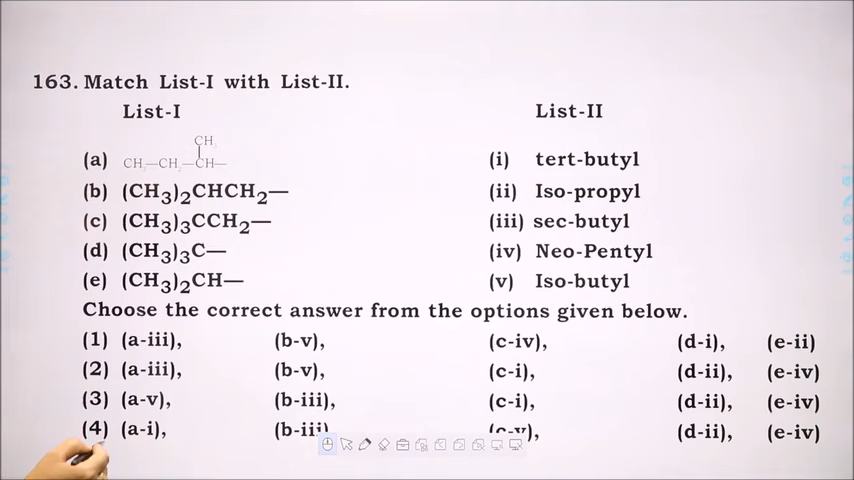 163. Match List-I with List-II.
List-I List-II
CH₃
(a) CH₃—CH₂—CH— (i) tert-butyl
(b) (CH₃)₂CHCH₂— (ii) Iso-propyl
(c) (CH₃)₃CCH₂— (iii) sec-butyl
(d) (CH₃)₃C— (iv) Neo-Pentyl
(e) (CH₃)₂CH— (v) Iso-butyl
Choose the correct answer from the options given below.
(1) (a-iii), (b-v), (c-iv), (d-i), (e-ii)
(2) (a-iii), (b-v), (c-i), (d-ii), (e-iv)
(3) (a-v), (b-iii), (c-i), (d-ii), (e-iv)
(4) (a-i), (b-iii) (c-v), (d-ii), (e-iv)